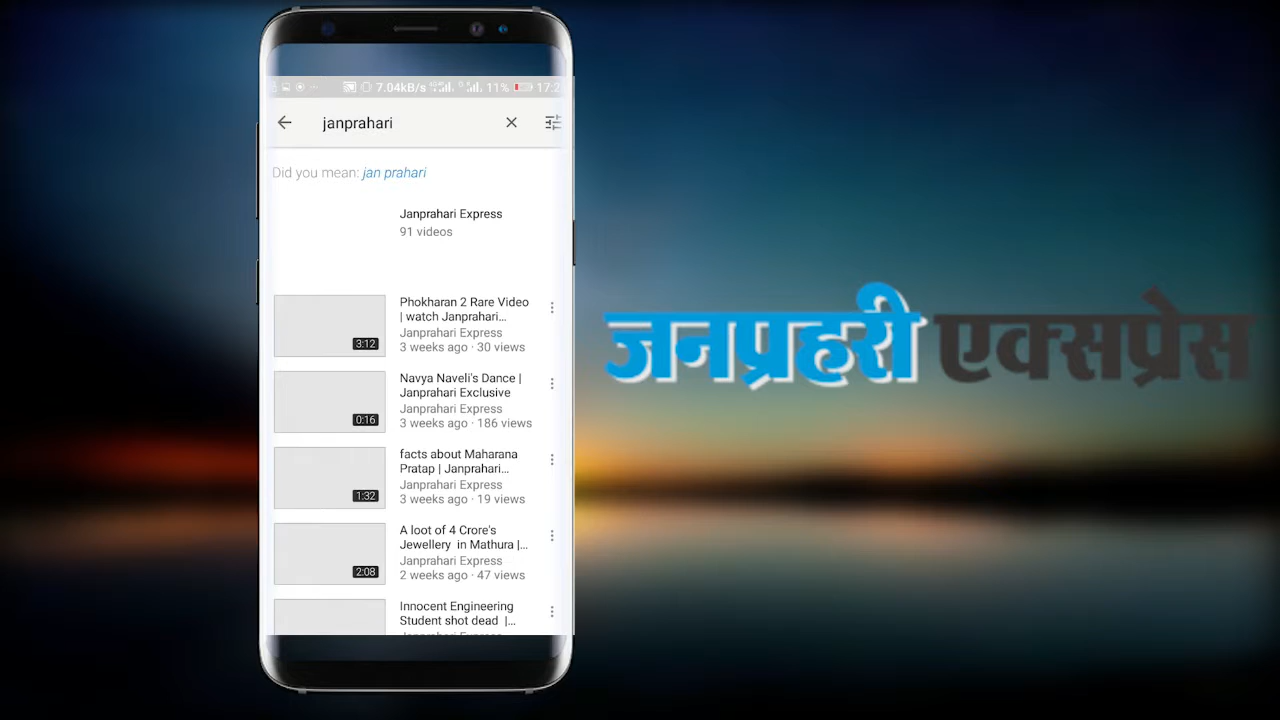 7.04kB/s 11% 17:2
janprahari
Did you mean: jan prahari
Janprahari Express
91 videos
Phokharan 2 Rare Video
| watch Janprahari...
Janprahari Express
3 weeks ago · 30 views
3:12
Navya Naveli's Dance |
Janprahari Exclusive
Janprahari Express
3 weeks ago · 186 views
0:16
facts about Maharana
Pratap | Janprahari...
Janprahari Express
3 weeks ago · 19 views
1:32
A loot of 4 Crore's
Jewellery in Mathura |...
Janprahari Express
2 weeks ago · 47 views
2:08
Innocent Engineering
Student shot dead |...
जनप्रहरी एक्सप्रेस